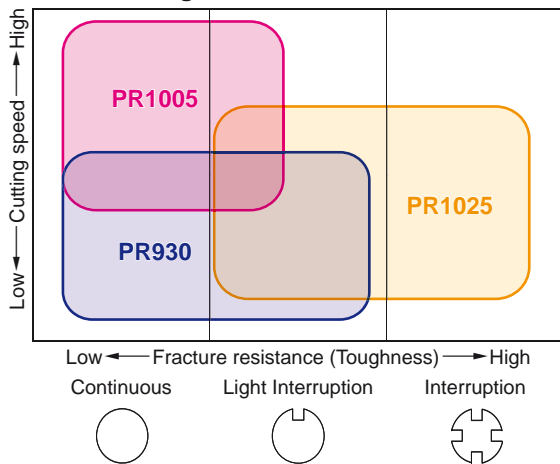 High
Cutting speed
Low
PR1005
PR930
PR1025
Low Fracture resistance (Toughness) High
Continuous Light Interruption Interruption